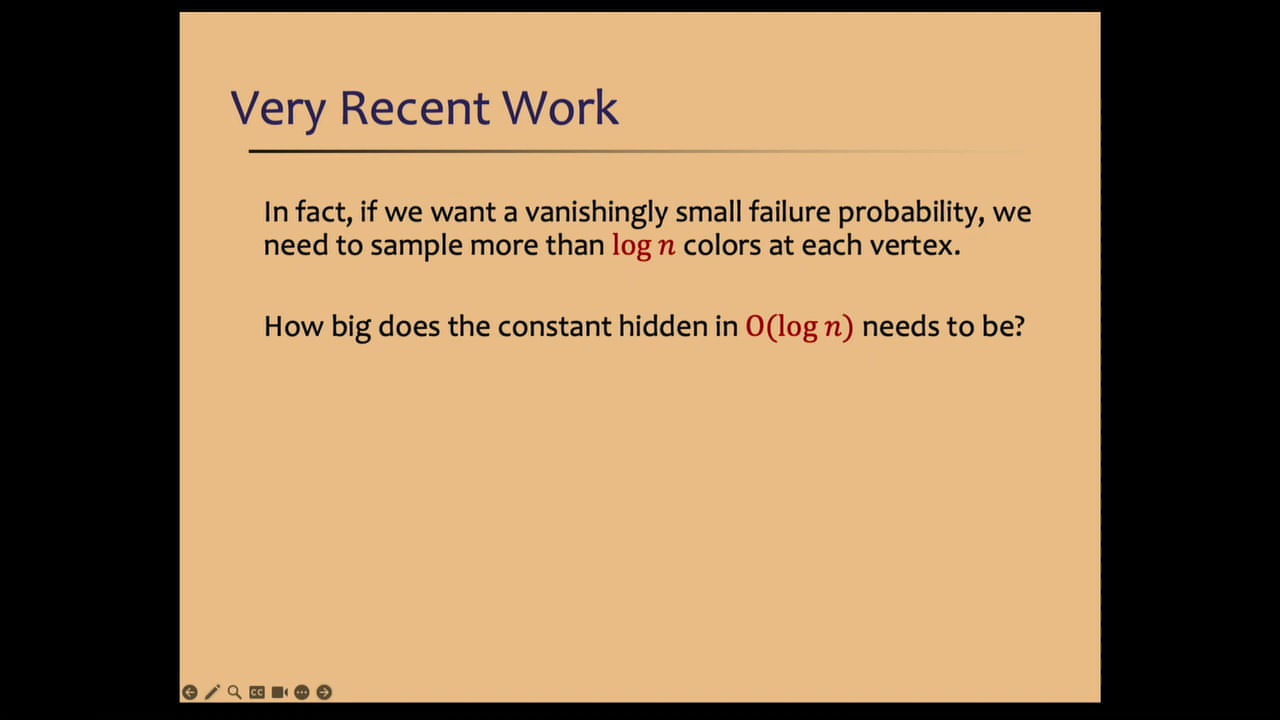 Very Recent Work
In fact, if we want a vanishingly small failure probability, we
need to sample more than log n colors at each vertex.
How big does the constant hidden in O(log n) needs to be?
CC